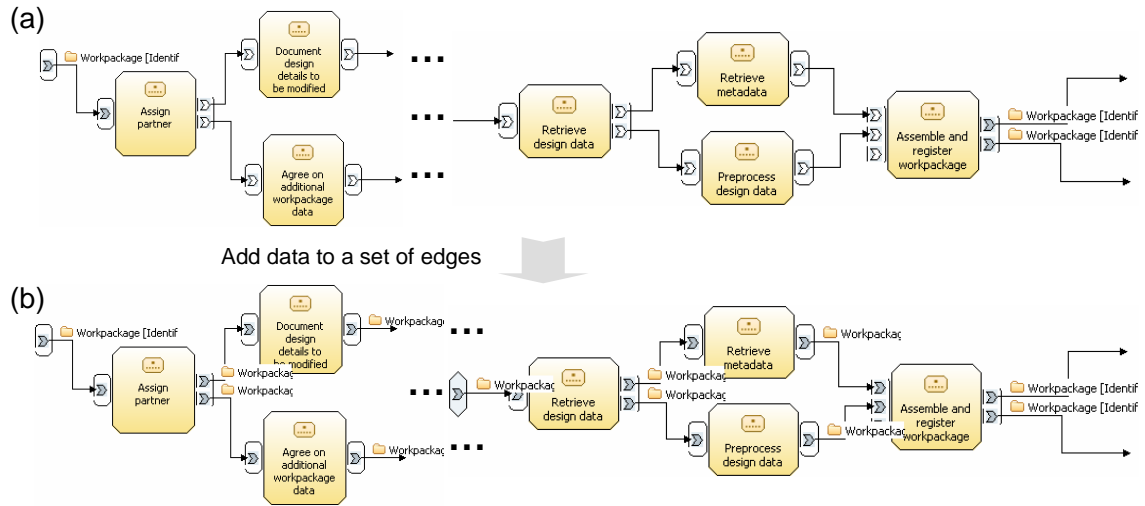 (a)
Workpackage [Identif
Assign
partner
Document
design
details to
be modified
Agree on
additional
workpackage
data
...
...
...
Retrieve
design data
Retrieve
metadata
Preprocess
design data
Assemble and
register
workpackage
Workpackage [Identif
Workpackage [Identif
Add data to a set of edges
(b)
Workpackage [Identif
Assign
partner
Workpackag
Workpackag
Document
design
details to
be modified
Workpackage
Agree on
additional
workpackage
data
Workpackag
...
...
...
Workpackag
Retrieve
design data
Workpackag
Workpackag
Retrieve
metadata
Workpackag
Preprocess
design data
Workpackag
Assemble and
register
workpackage
Workpackage [Identif
Workpackage [Identif